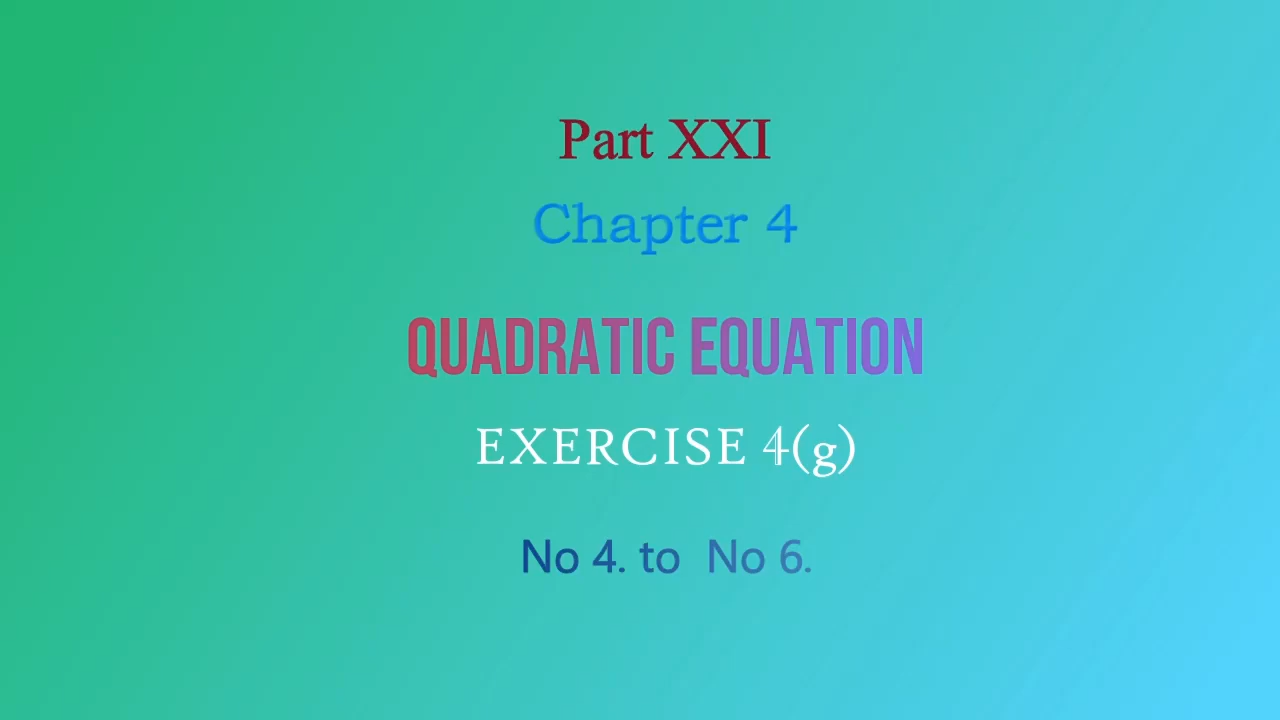 Part XXI
Chapter 4
QUADRATIC EQUATION
EXERCISE 4(g)
No 4. to No 6.